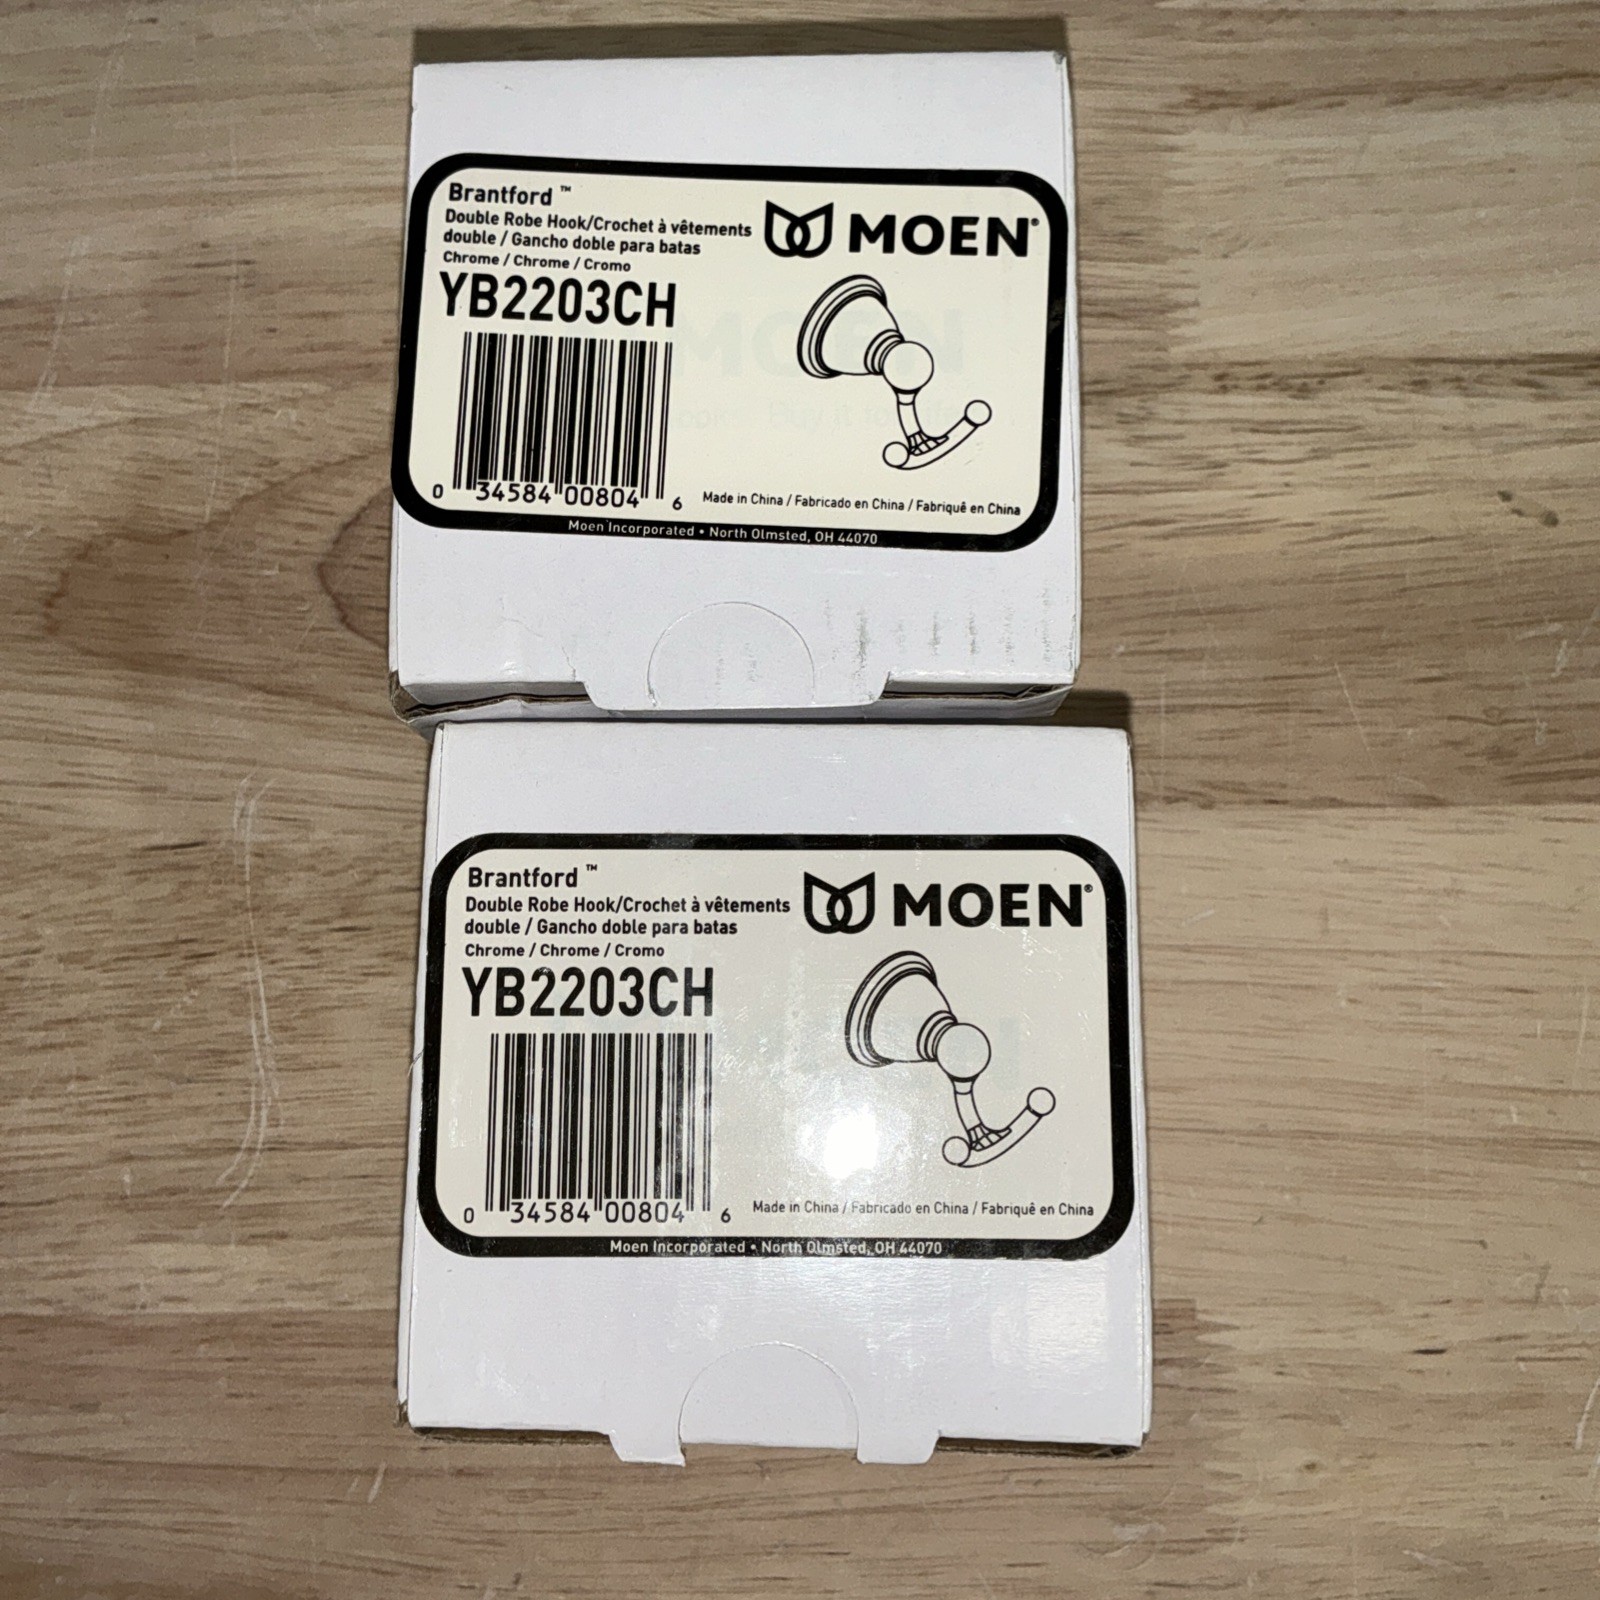 Brantford ™
Double Robe Hook/Crochet à vêtements
double / Gancho doble para batas
Chrome / Chrome / Cromo
YB2203CH
MOEN®
0 34584 00804 6
Made in China / Fabricado en China / Fabriquê en China
Moen Incorporated • North Olmsted, OH 44070
Brantford ™
Double Robe Hook/Crochet à vêtements
double / Gancho doble para batas
Chrome / Chrome / Cromo
YB2203CH
MOEN®
0 34584 00804 6
Made in China / Fabricado en China / Fabriquê en China
Moen Incorporated • North Olmsted, OH 44070